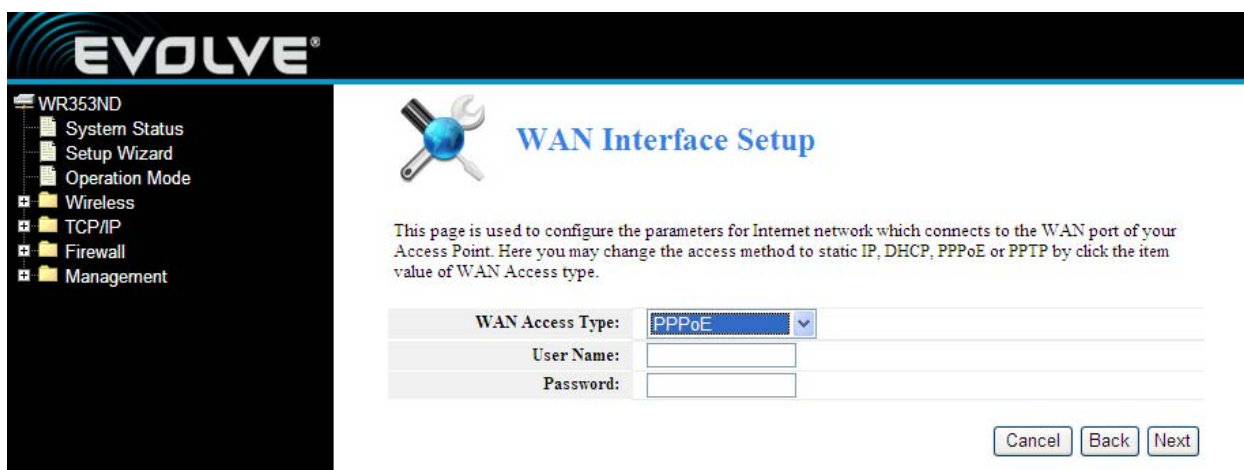 EVOLVE®
WR353ND
System Status
Setup Wizard
Operation Mode
Wireless
TCP/IP
Firewall
Management
WAN Interface Setup
This page is used to configure the parameters for Internet network which connects to the WAN port of your
Access Point. Here you may change the access method to static IP, DHCP, PPPoE or PPTP by click the item
value of WAN Access type.
WAN Access Type: PPPoE
User Name:
Password:
Cancel Back Next